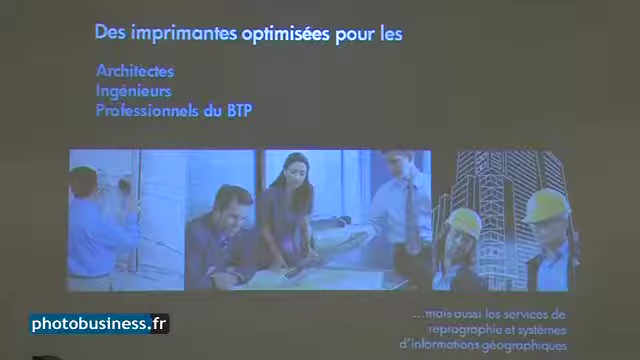 Des imprimantes optimisées pour les
Architectes
Ingénieurs
Professionnels du BTP
...mais aussi les services de
reprographie et systèmes
d'informations géographiques
photobusiness.fr